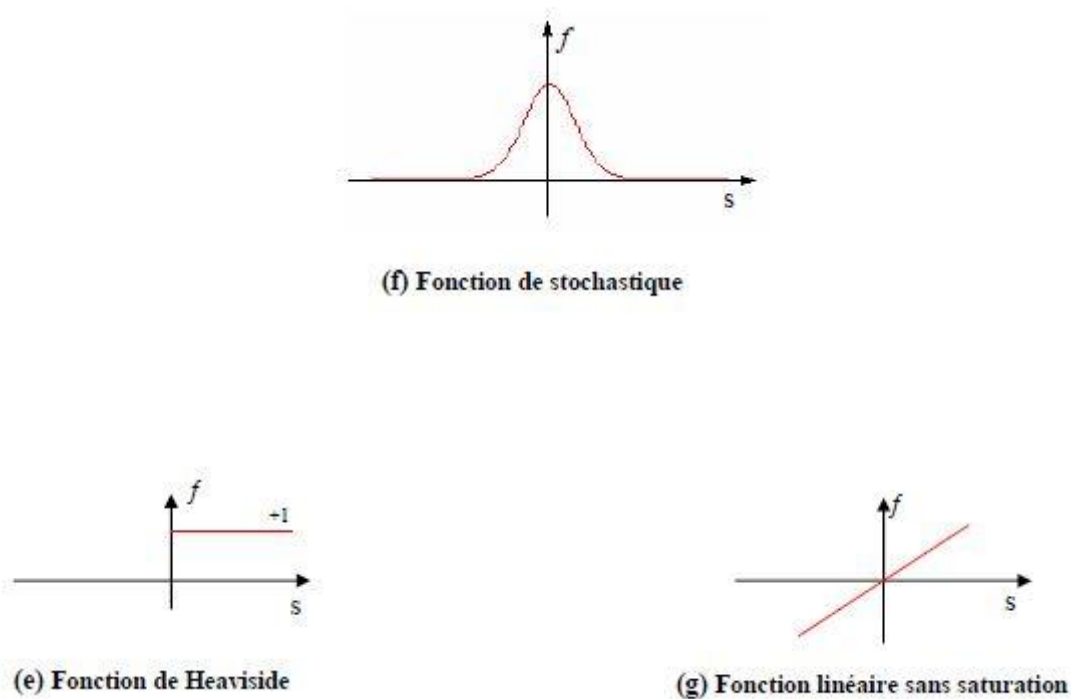 f
s
(f) Fonction de stochastique
f
+1
s
(e) Fonction de Heaviside
f
s
(g) Fonction linéaire sans saturation